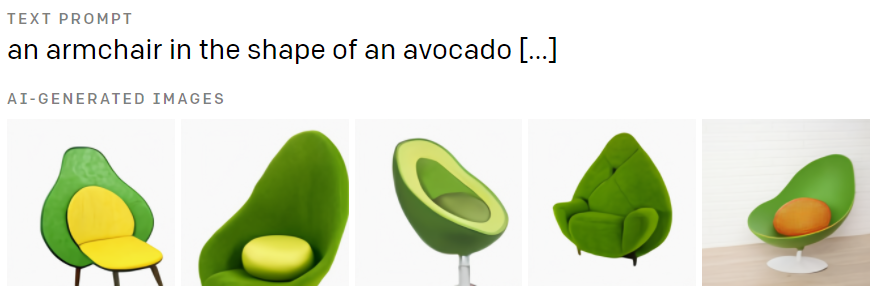 TEXT PROMPT
an armchair in the shape of an avocado [...]
AI-GENERATED IMAGES